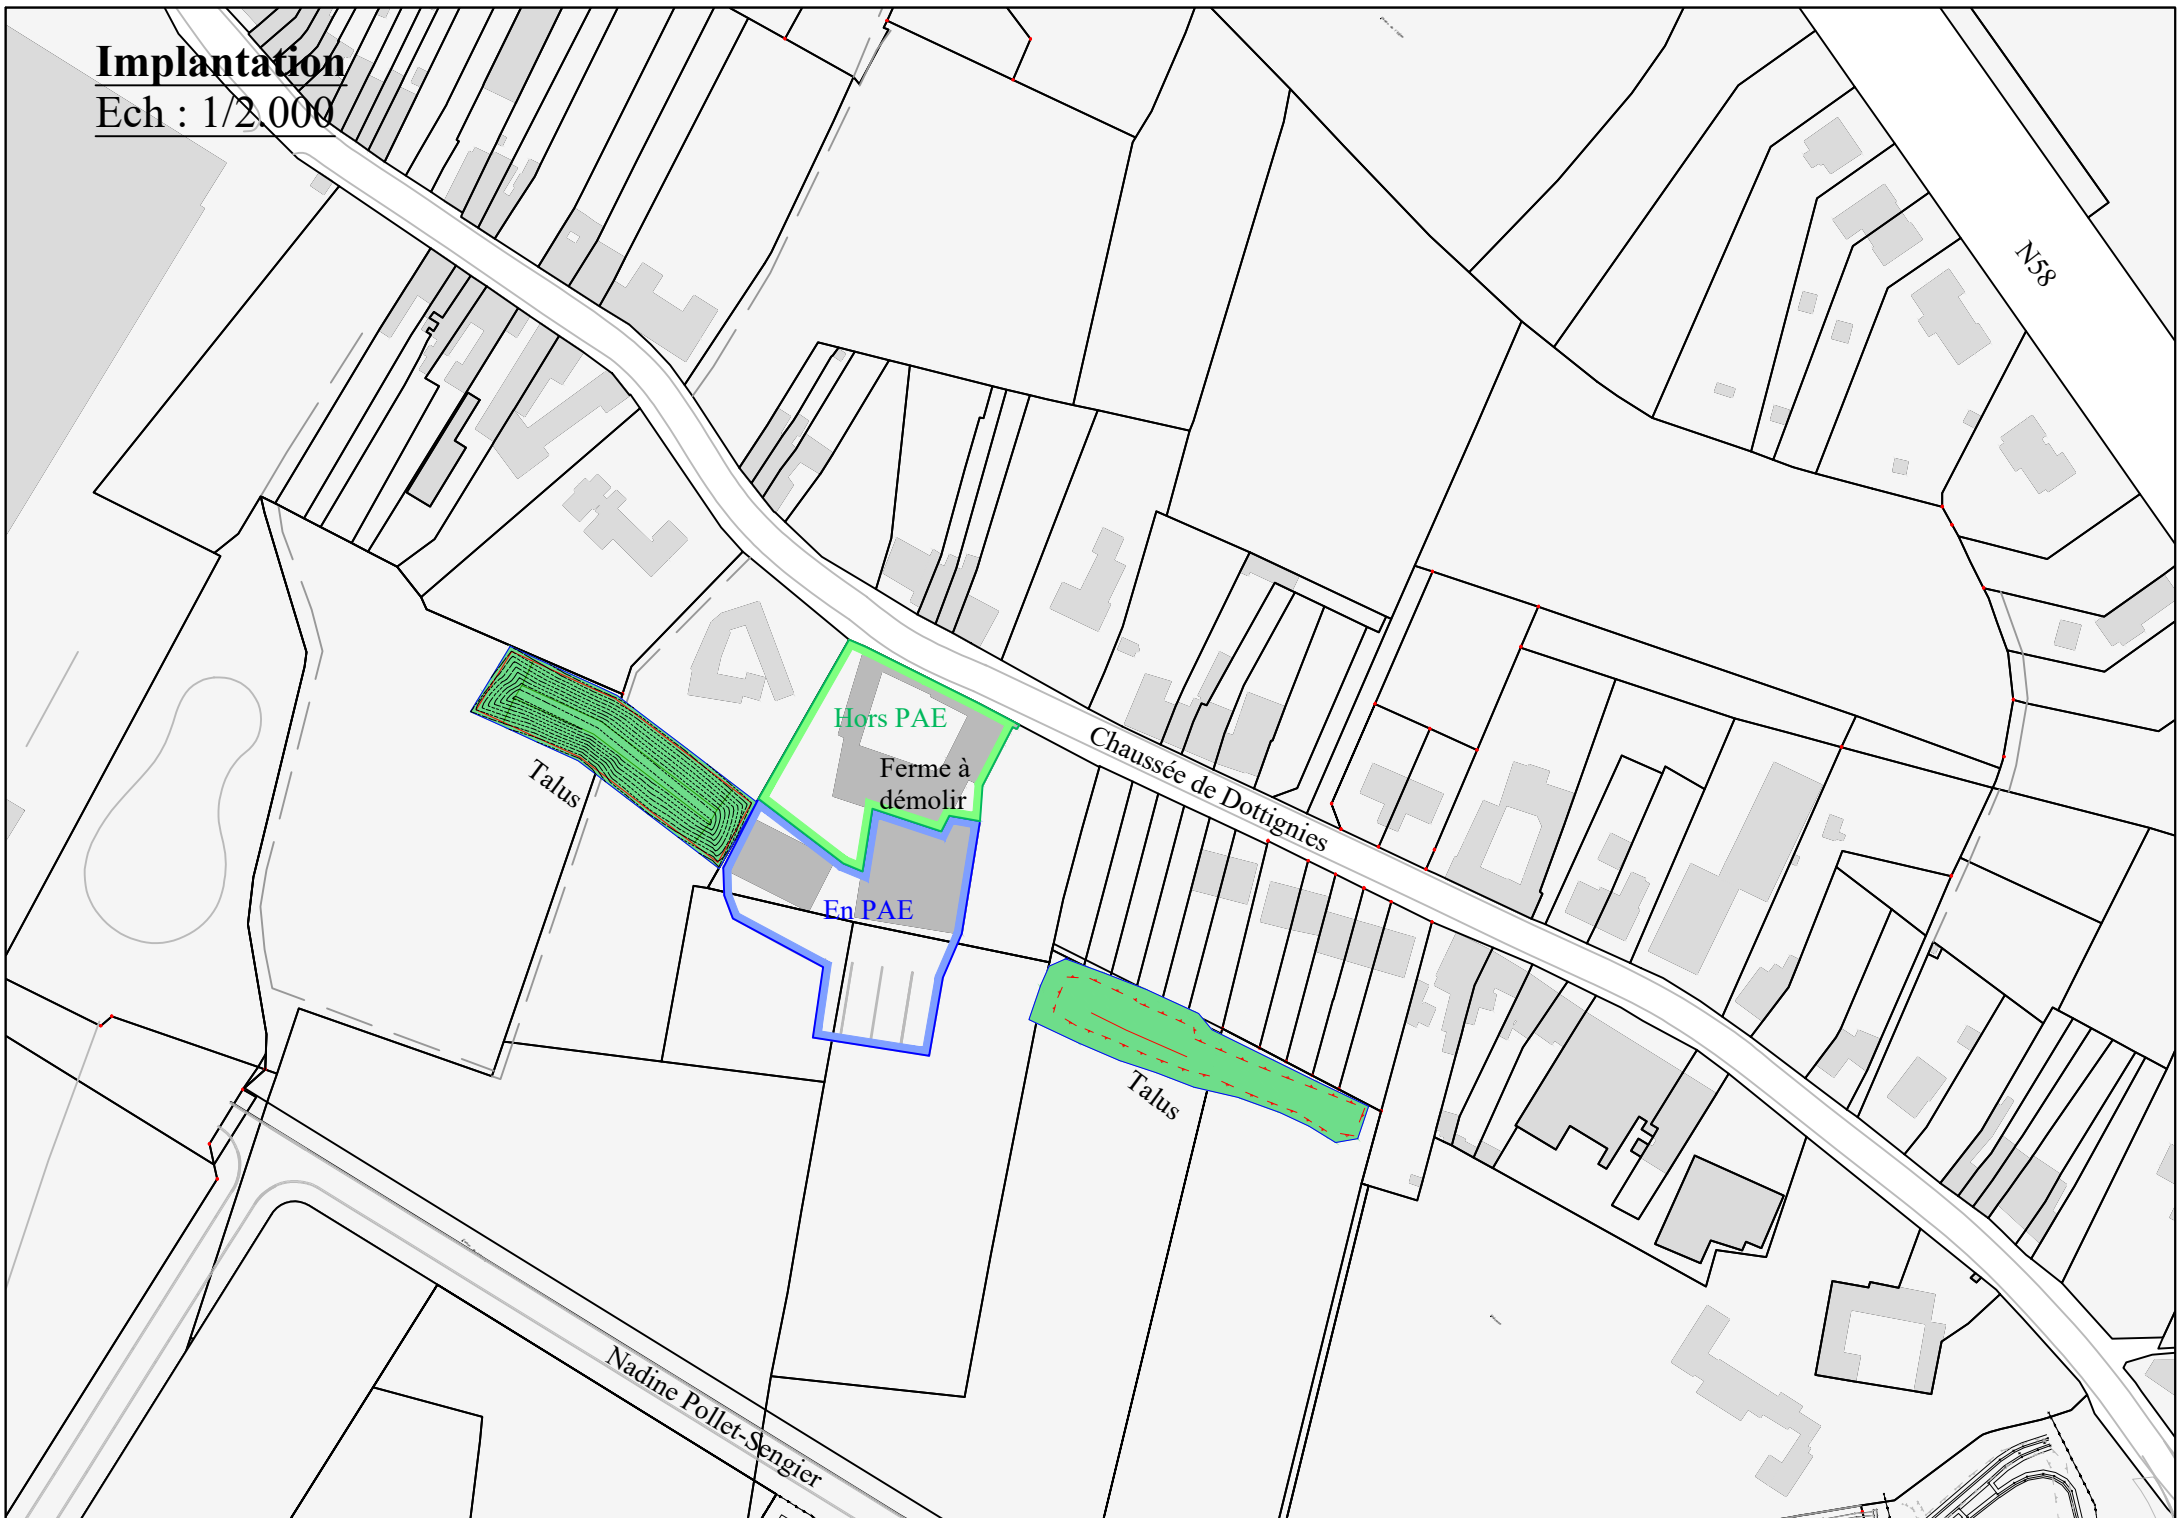 Implantation
Ech : 1/2.000
N58
Hors PAE
Ferme à
démolir
Chaussée de Dottignies
Talus
En PAE
Talus
Nadine Pollet-Sengier